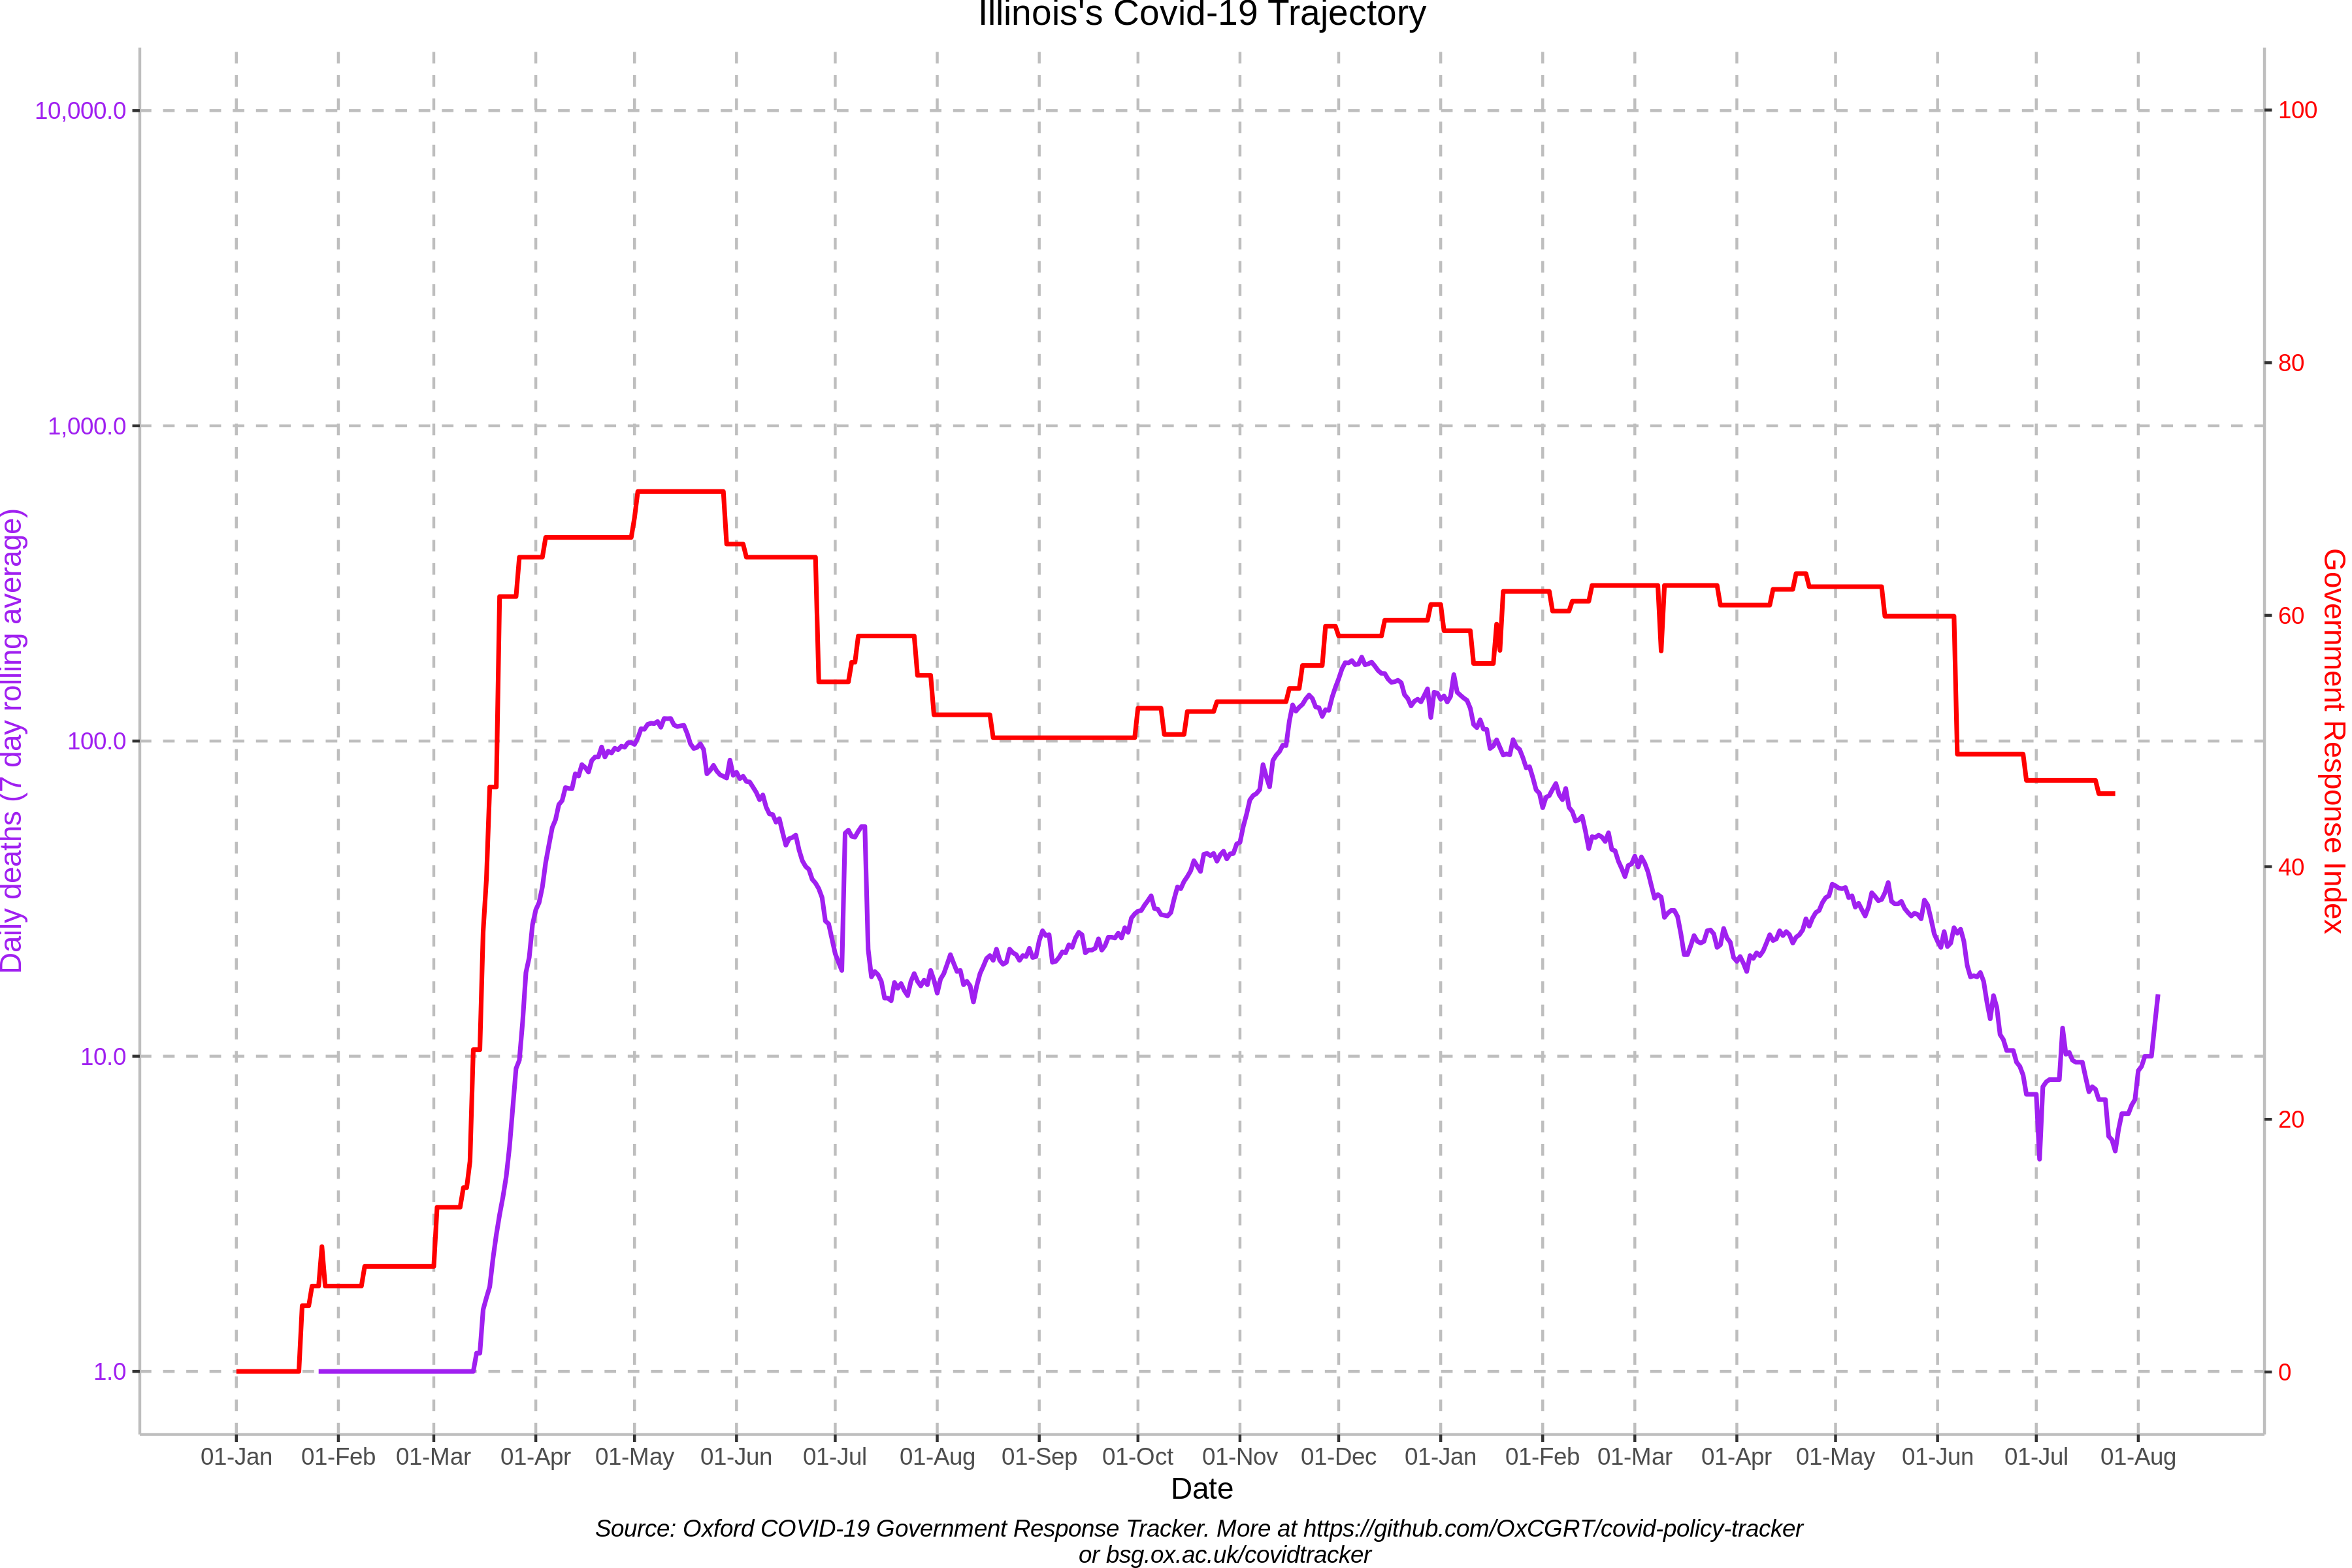 Illinois's Covid-19 Trajectory
10,000.0
1,000.0
100.0
10.0
1.0
Daily deaths (7 day rolling average)
100
80
60
40
20
0
Government Response Index
01-Jan 01-Feb 01-Mar 01-Apr 01-May 01-Jun 01-Jul 01-Aug 01-Sep 01-Oct 01-Nov 01-Dec 01-Jan 01-Feb 01-Mar 01-Apr 01-May 01-Jun 01-Jul 01-Aug
Date
Source: Oxford COVID-19 Government Response Tracker. More at https://github.com/OxCGRT/covid-policy-tracker
or bsg.ox.ac.uk/covidtracker